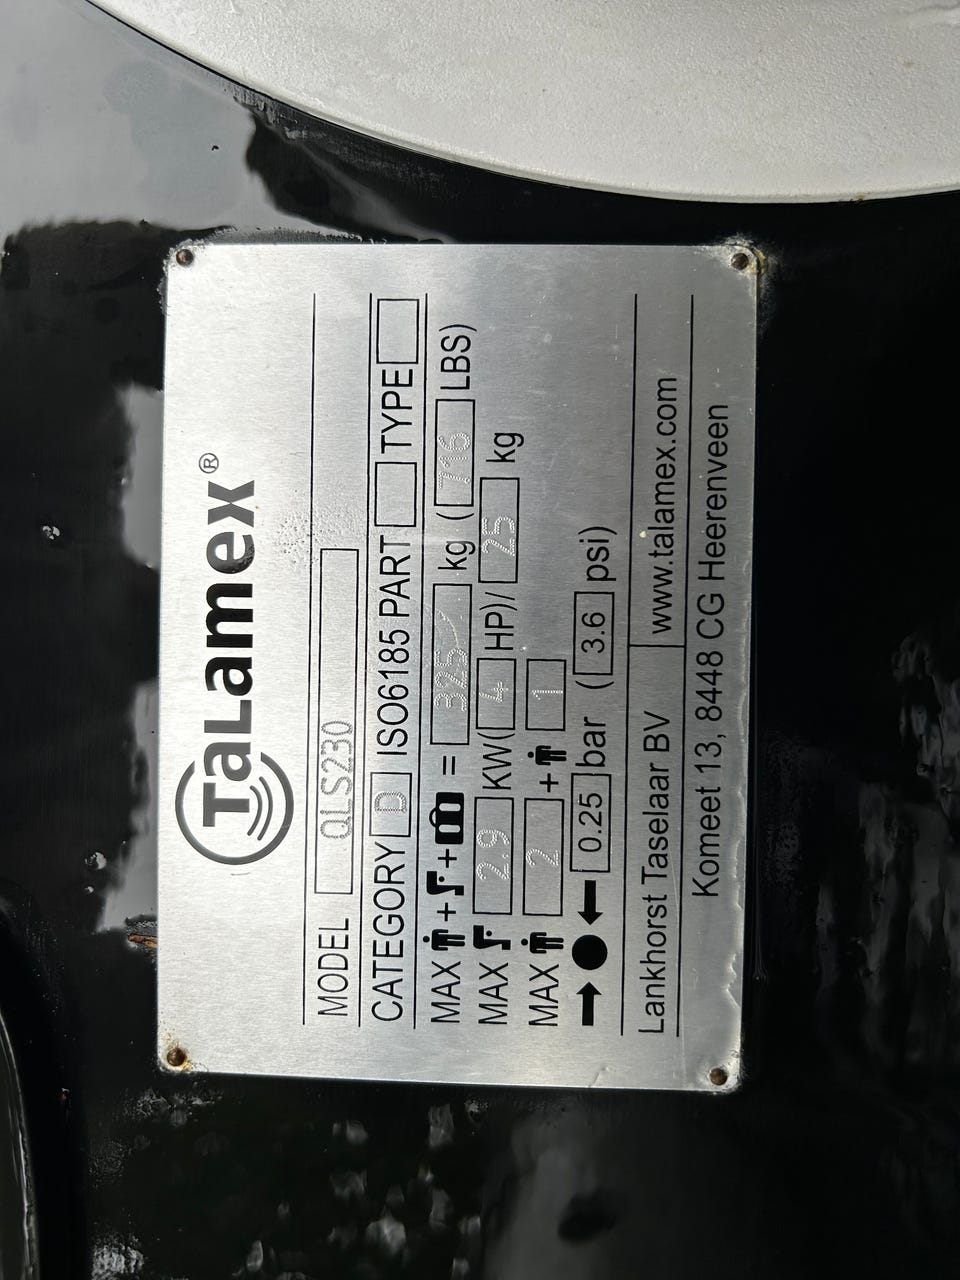 TaLamex®
MODEL QLS230
CATEGORY D ISO6185 PART TYPE
MAX + + = 325 kg (716 LBS)
MAX 2.9 KW(4 HP)/ 25 kg
MAX 2 + 1
0.25 bar (3.6 psi)
Lankhorst Taselaar BV www.talamex.com
Komeet 13, 8448 CG Heerenveen